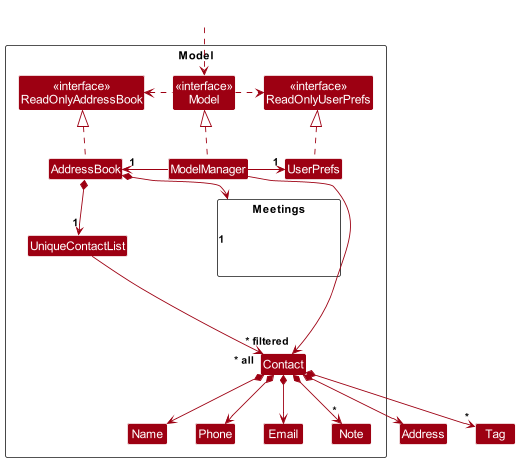 Model
«interface»
ReadOnlyAddressBook
«interface»
Model
«interface»
ReadOnlyUserPrefs
AddressBook
1
ModelManager
1
UserPrefs
Meetings
1
1
UniqueContactList
* filtered
* all
Contact
*
*
Name
Phone
Email
Note
Address
Tag